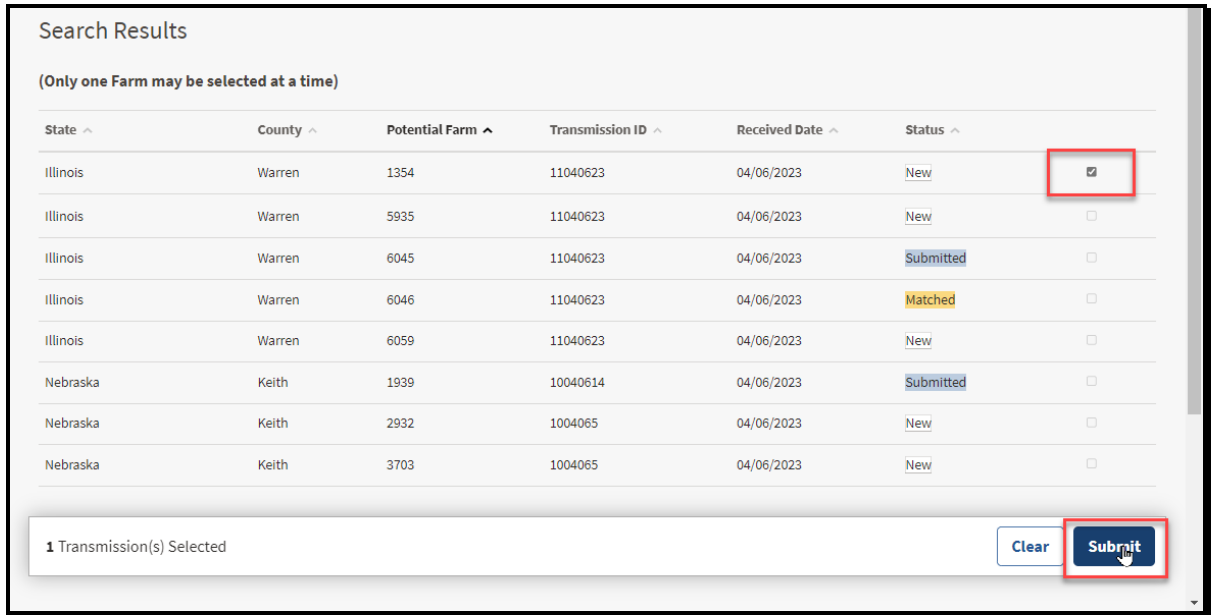 Search Results
(Only one Farm may be selected at a time)
State County Potential Farm Transmission ID Received Date Status
Illinois Warren 1354 11040623 04/06/2023 New
Illinois Warren 5935 11040623 04/06/2023 New
Illinois Warren 6045 11040623 04/06/2023 Submitted
Illinois Warren 6046 11040623 04/06/2023 Matched
Illinois Warren 6059 11040623 04/06/2023 New
Nebraska Keith 1939 10040614 04/06/2023 Submitted
Nebraska Keith 2932 1004065 04/06/2023 New
Nebraska Keith 3703 1004065 04/06/2023 New
1 Transmission(s) Selected Clear Submit